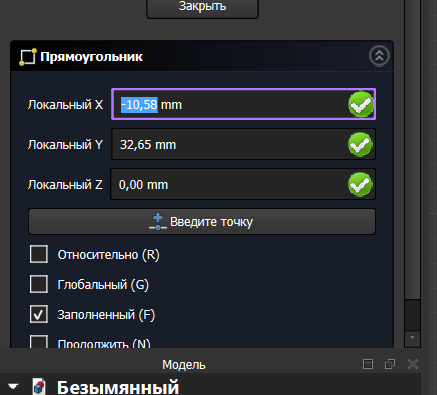 Закрыть
Прямоугольник
Локальный X -10,58 mm
Локальный Y 32,65 mm
Локальный Z 0,00 mm
Введите точку
Относительно (R)
Глобальный (G)
Заполненный (F)
Продолжить (N)
Модель
Безымянный